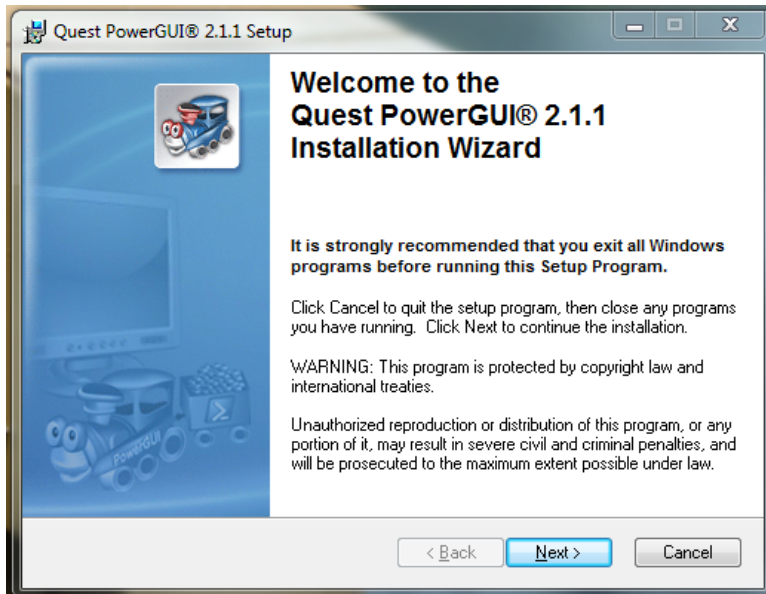 Quest PowerGUI® 2.1.1 Setup
Welcome to the
Quest PowerGUI® 2.1.1
Installation Wizard
It is strongly recommended that you exit all Windows
programs before running this Setup Program.
Click Cancel to quit the setup program, then close any programs
you have running. Click Next to continue the installation.
WARNING: This program is protected by copyright law and
international treaties.
Unauthorized reproduction or distribution of this program, or any
portion of it, may result in severe civil and criminal penalties, and
will be prosecuted to the maximum extent possible under law.
PowerGUI
< Back Next > Cancel